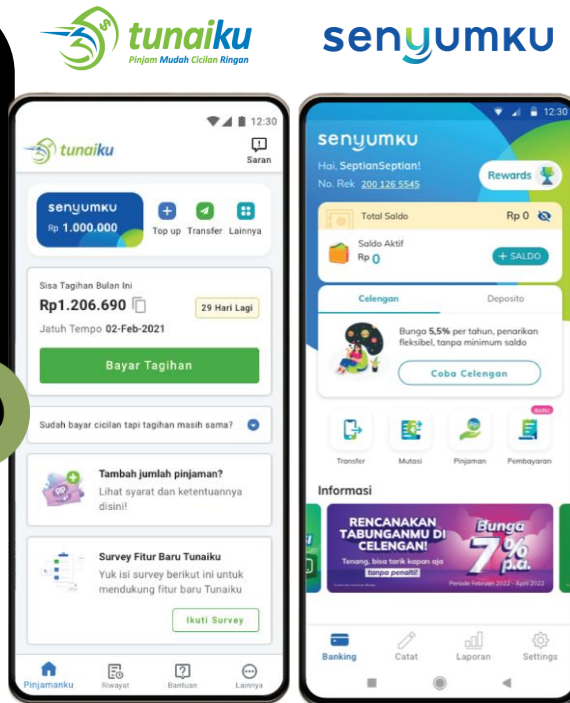 tunaiku
Pinjam Mudah Cicilan Ringan
12:30
tunaiku
Saran
senyumku
Rp 1.000.000
Top up Transfer Lainnya
Sisa Tagihan Bulan Ini
Rp1.206.690
29 Hari Lagi
Jatuh Tempo 02-Feb-2021
Bayar Tagihan
Sudah bayar cicilan tapi tagihan masih sama?
Tambah jumlah pinjaman?
Lihat syarat dan ketentuannya
disini!
Survey Fitur Baru Tunaiku
Yuk isi survey berikut ini untuk
mendukung fitur baru Tunaiku
Ikuti Survey
Pinjamanku Riwayat Bantuan Lainnya
senyumku
12:30
senyumku
Hai, SeptianSeptian!
No. Rek 200 126 5545
Rewards
Total Saldo Rp 0
Saldo Aktif
Rp 0
+ SALDO
Celengan Deposito
Bunga 5,5% per tahun, penarikan
fleksibel, tanpa minimum saldo
Coba Celengan
BARU
Transfer Mutasi Pinjaman Pembayaran
Informasi
RENCANAKAN
TABUNGANMU DI
CELENGAN!
Tenang, bisa tarik kapan aja
tanpa penalti!
Bunga
7%
p.a.
Periode Februari 2022 - April 2022
Banking Catat Laporan Settings